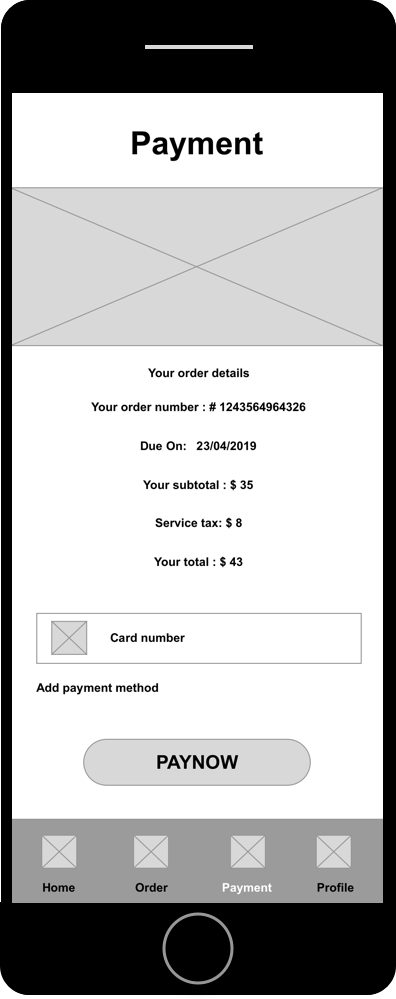 Payment
Your order details
Your order number : # 1243564964326
Due On: 23/04/2019
Your subtotal : $ 35
Service tax: $ 8
Your total : $ 43
Card number
Add payment method
PAYNOW
Home Order Payment Profile